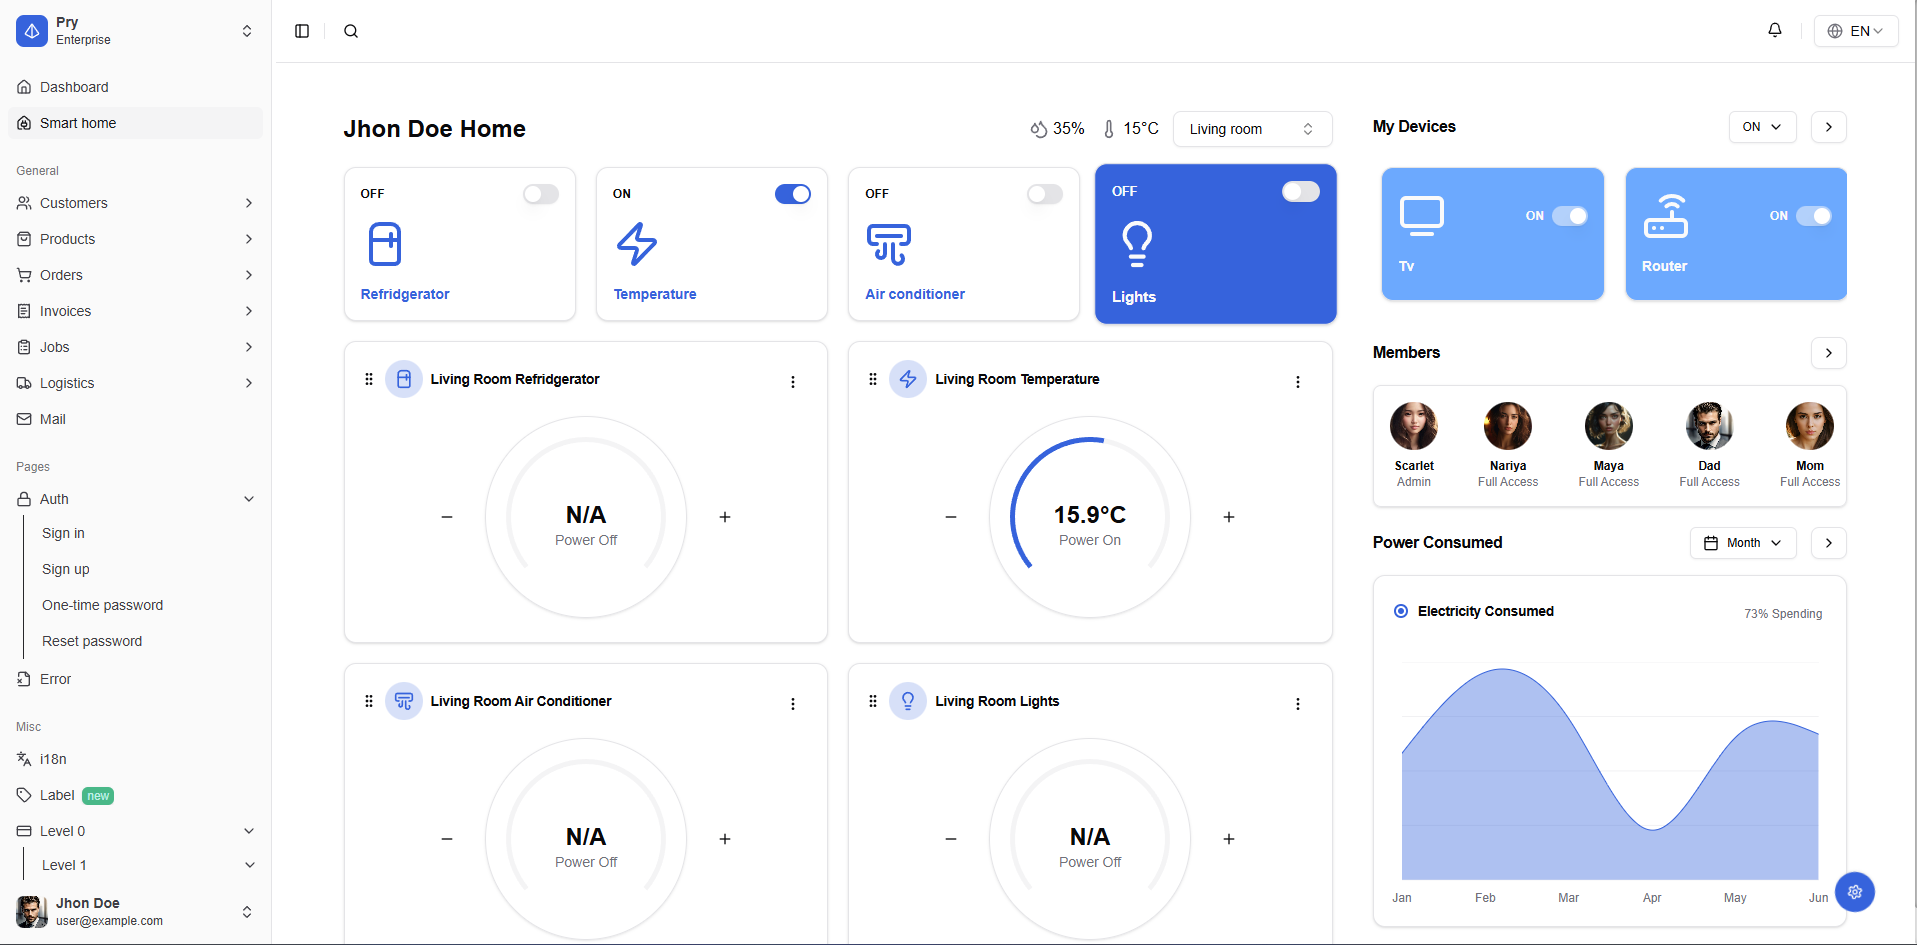 Pry
Enterprise
Dashboard
Smart home
General
Customers
Products
Orders
Invoices
Jobs
Logistics
Mail
Pages
Auth
Sign in
Sign up
One-time password
Reset password
Error
Misc
i18n
Label new
Level 0
Level 1
Jhon Doe
user@example.com
EN
Jhon Doe Home
35% 15°C Living room
OFF
Refridgerator
ON
Temperature
OFF
Air conditioner
OFF
Lights
Living Room Refridgerator
N/A
Power Off
Living Room Temperature
15.9°C
Power On
Living Room Air Conditioner
N/A
Power Off
Living Room Lights
N/A
Power Off
My Devices
ON
ON
Tv
ON
Router
Members
Scarlet
Admin
Nariya
Full Access
Maya
Full Access
Dad
Full Access
Mom
Full Access
Power Consumed
Month
Electricity Consumed
73% Spending
Jan Feb Mar Apr May Jun